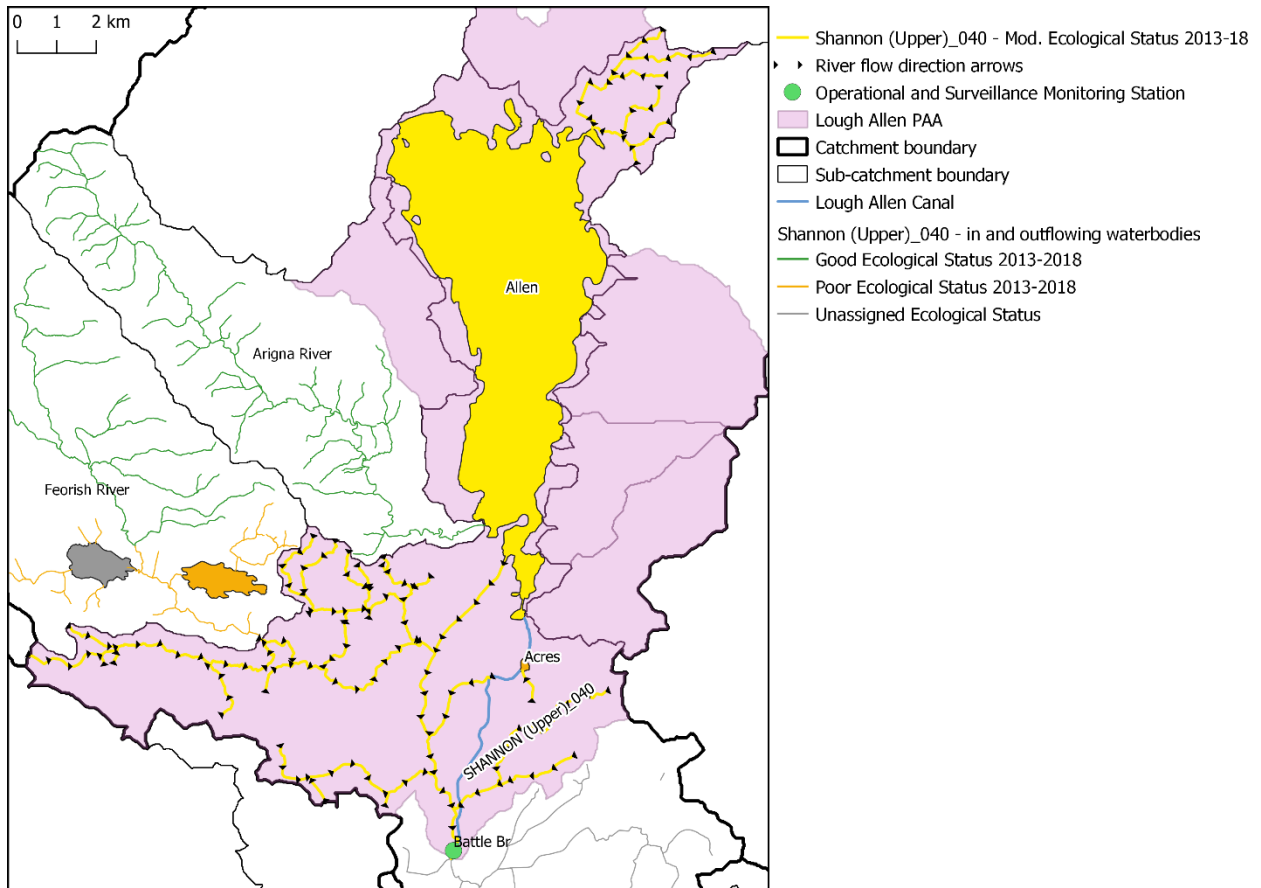 0 1 2 km
Allen
Arigna River
Feorish River
Acres
SHANNON (Upper)_040
Battle Br
Shannon (Upper)_040 - Mod. Ecological Status 2013-18
River flow direction arrows
Operational and Surveillance Monitoring Station
Lough Allen PAA
Catchment boundary
Sub-catchment boundary
Lough Allen Canal
Shannon (Upper)_040 - in and outflowing waterbodies
Good Ecological Status 2013-2018
Poor Ecological Status 2013-2018
Unassigned Ecological Status